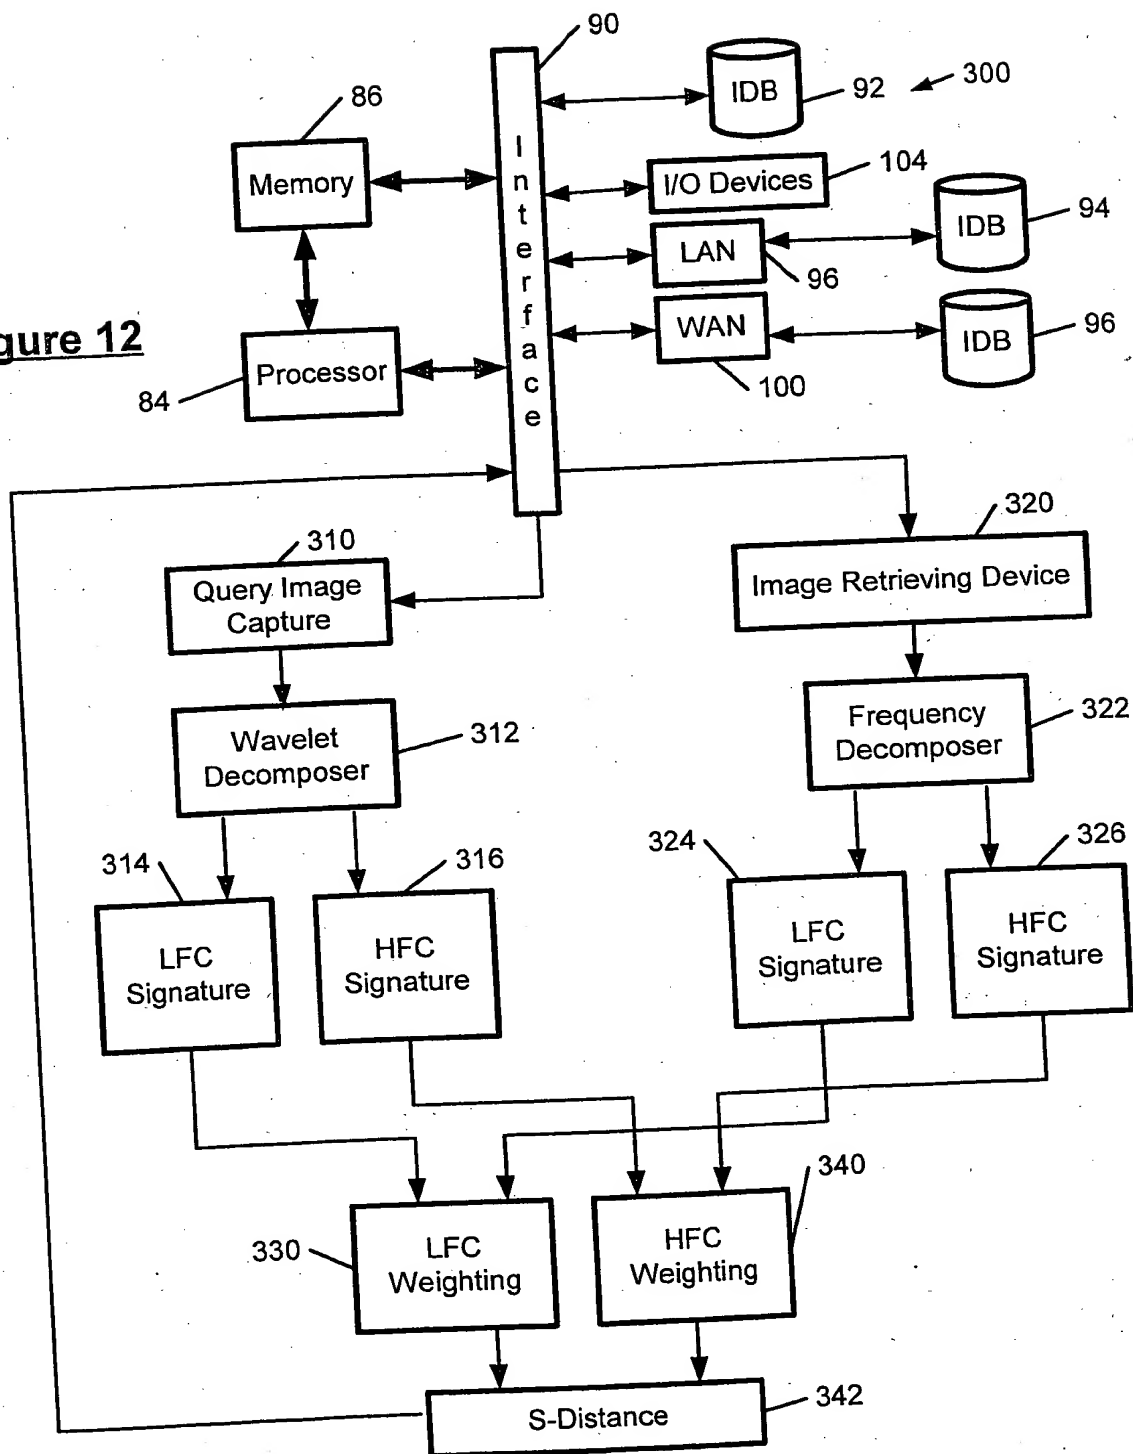 90
IDB
92
300
86
Memory
Interface
I/O Devices
104
IDB
94
LAN
96
WAN
100
IDB
96
gure 12
Processor
84
310
Query Image
Capture
320
Image Retrieving Device
Wavelet
Decomposer
312
Frequency
Decomposer
322
314
LFC
Signature
316
HFC
Signature
324
LFC
Signature
326
HFC
Signature
330
LFC
Weighting
340
HFC
Weighting
S-Distance
342